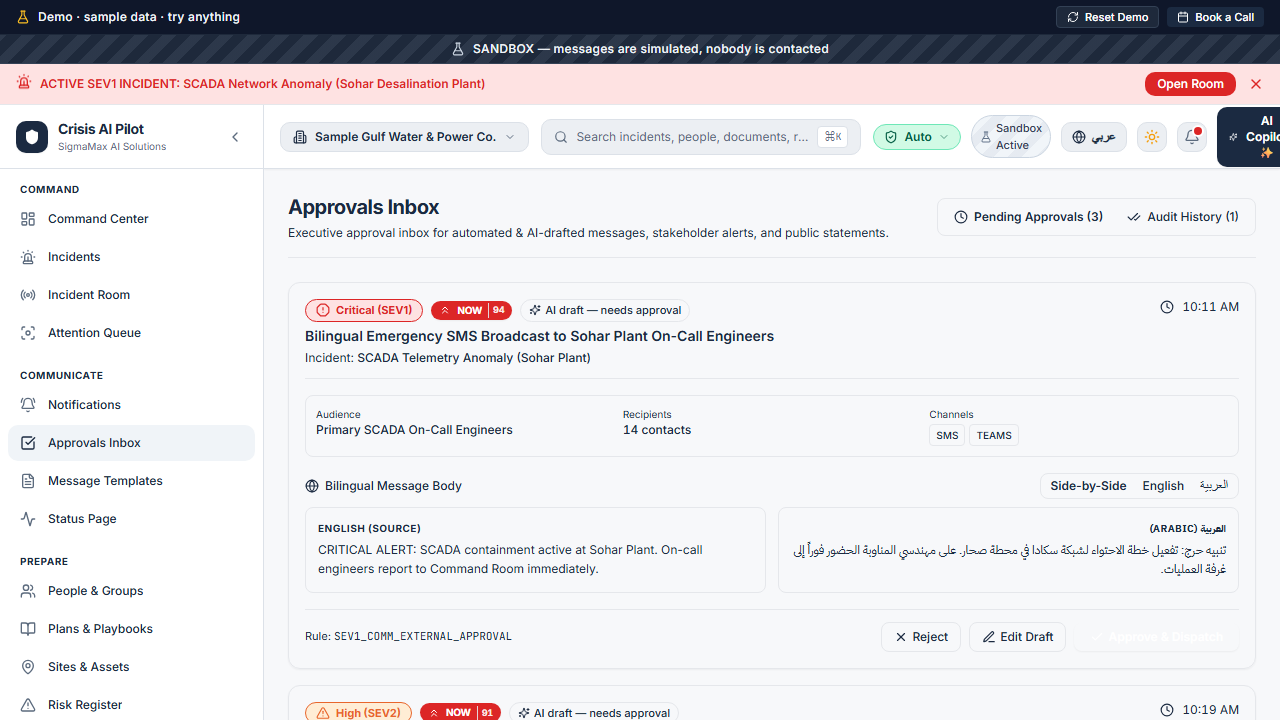 Demo · sample data · try anything
Reset Demo
Book a Call
SANDBOX — messages are simulated, nobody is contacted
ACTIVE SEV1 INCIDENT: SCADA Network Anomaly (Sohar Desalination Plant)
Open Room
Crisis AI Pilot
SigmaMax AI Solutions
Sample Gulf Water & Power Co.
Search incidents, people, documents, r...
⌘K
Auto
Sandbox
Active
عربي
AI
Copilo
COMMAND
Command Center
Incidents
Incident Room
Attention Queue
COMMUNICATE
Notifications
Approvals Inbox
Message Templates
Status Page
PREPARE
People & Groups
Plans & Playbooks
Sites & Assets
Risk Register
Approvals Inbox
Executive approval inbox for automated & AI-drafted messages, stakeholder alerts, and public statements.
Pending Approvals (3)
Audit History (1)
Critical (SEV1)
NOW 94
AI draft — needs approval
10:11 AM
Bilingual Emergency SMS Broadcast to Sohar Plant On-Call Engineers
Incident: SCADA Telemetry Anomaly (Sohar Plant)
Audience
Primary SCADA On-Call Engineers
Recipients
14 contacts
Channels
SMS
TEAMS
Bilingual Message Body
Side-by-Side
English
العربية
ENGLISH (SOURCE)
CRITICAL ALERT: SCADA containment active at Sohar Plant. On-call
engineers report to Command Room immediately.
العربية (ARABIC)
تنبيه حرج: تفعيل خطة الاحتواء لشبكة سكادا في محطة صحار. على مهندسي المناوبة الحضور فوراً إلى
غرفة العمليات.
Rule: SEV1_COMM_EXTERNAL_APPROVAL
Reject
Edit Draft
Approve & Dispatch
High (SEV2)
NOW 91
AI draft — needs approval
10:19 AM